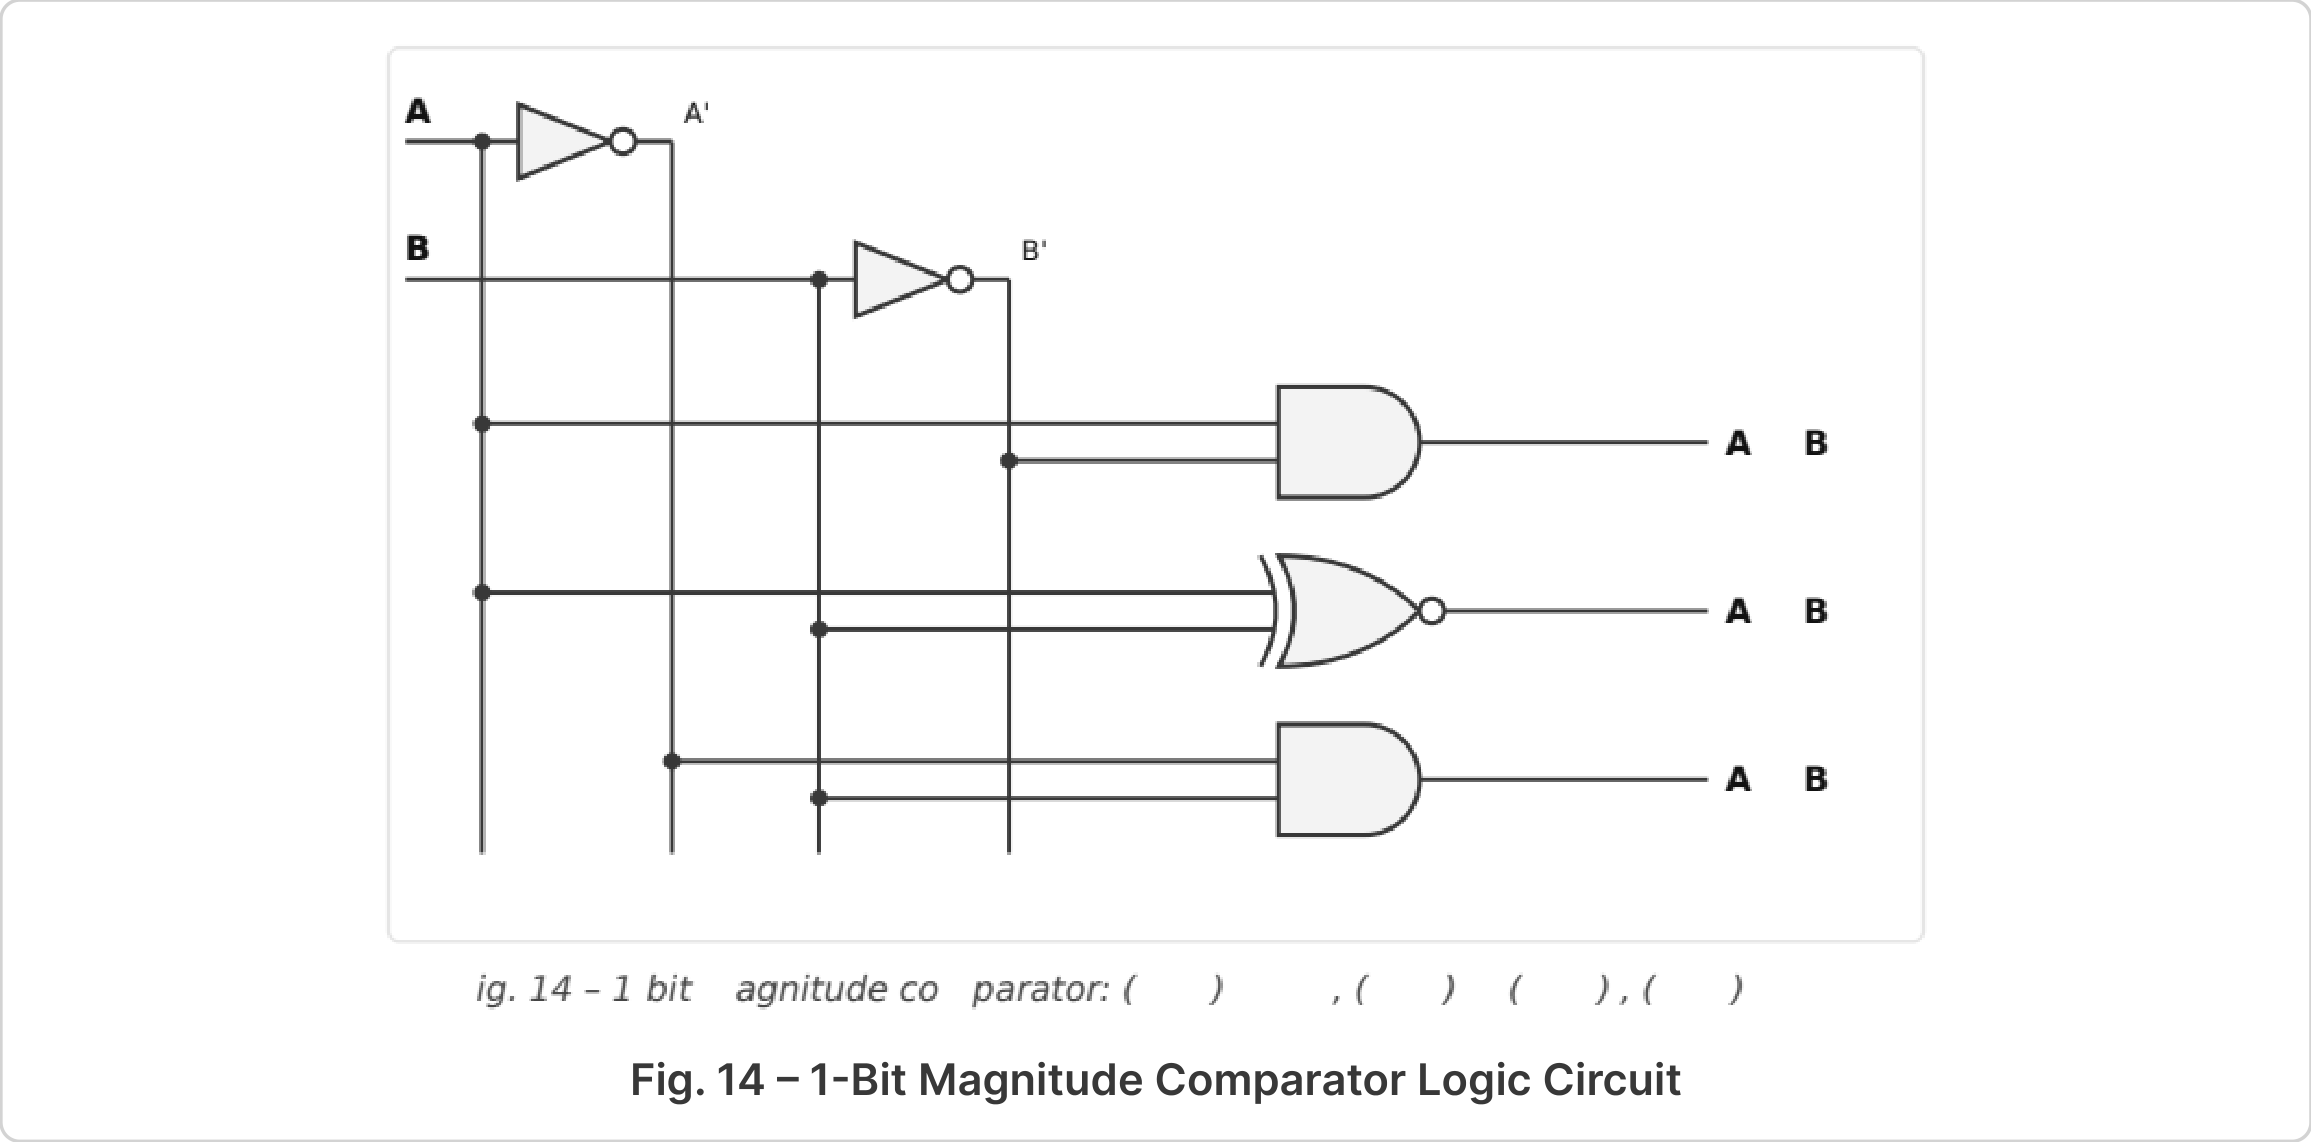 A
A'
B
B'
A B
A B
A B
ig. 14 – 1 bit agnitude co parator: ( ) , ( ) ( ) , ( )
Fig. 14 – 1-Bit Magnitude Comparator Logic Circuit